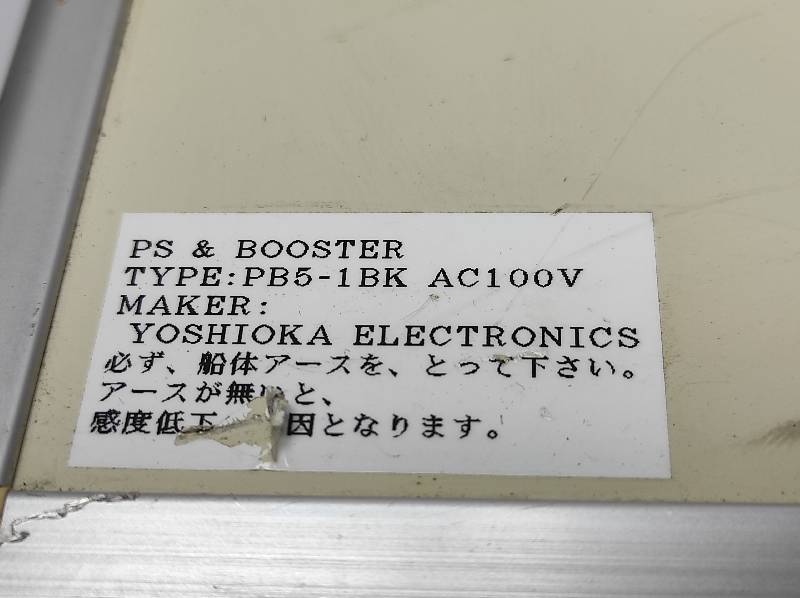 PS & BOOSTER
TYPE:PB5-1BK AC100V
MAKER:
YOSHIOKA ELECTRONICS
必ず、船体アースを、とって下さい。
アースが無いと、
感度低下 因となります。